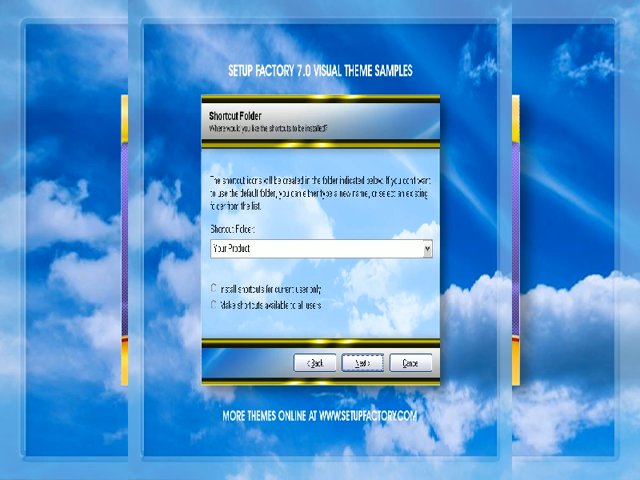 SETUP FACTORY 7.0 VISUAL THEME SAMPLES
Shortcut Folder
Where would you like the shortcuts to be installed?
The shortcut icons will be created in the folder indicated below. If you don't want
to use the default folder, you can either type a new name, or select an existing
folder from the list.
Shortcut Folder:
Your Product
Install shortcuts for current user only
Make shortcuts available to all users
< Back
Next >
Cancel
MORE THEMES ONLINE AT WWW.SETUPFACTORY.COM